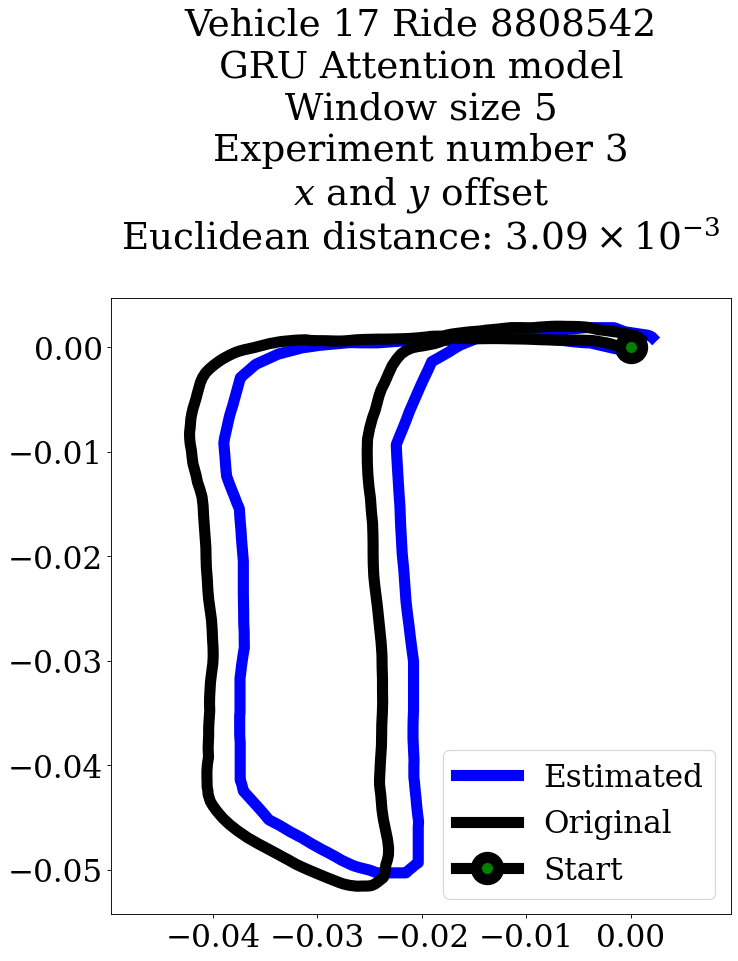 Vehicle 17 Ride 8808542
GRU Attention model
Window size 5
Experiment number 3
x and y offset
Euclidean distance: 3.09 × 10⁻³
0.00
−0.01
−0.02
−0.03
−0.04
−0.05
Estimated
Original
Start
−0.04 −0.03 −0.02 −0.01 0.00